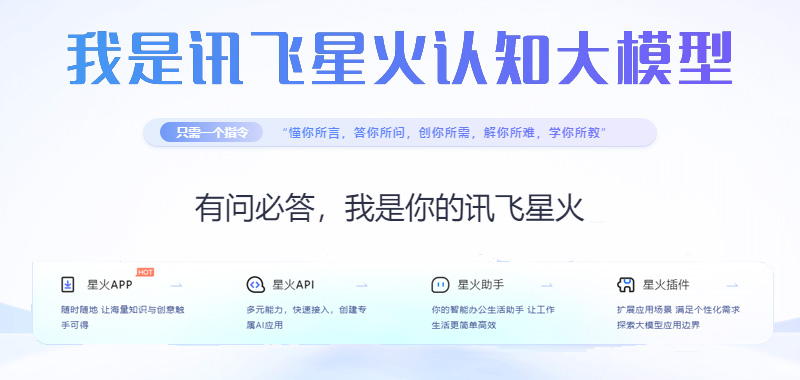 我是讯飞星火认知大模型
只需一个指令 “懂你所言，答你所问，创你所需，解你所难，学你所教”
有问必答，我是你的讯飞星火
星火APP HOT
随时随地 让海量知识与创意触
手可得
星火API
多元能力，快速接入，创建专
属AI应用
星火助手
你的智能办公生活助手 让工作
生活更简单高效
星火插件
扩展应用场景 满足个性化需求
探索大模型应用边界